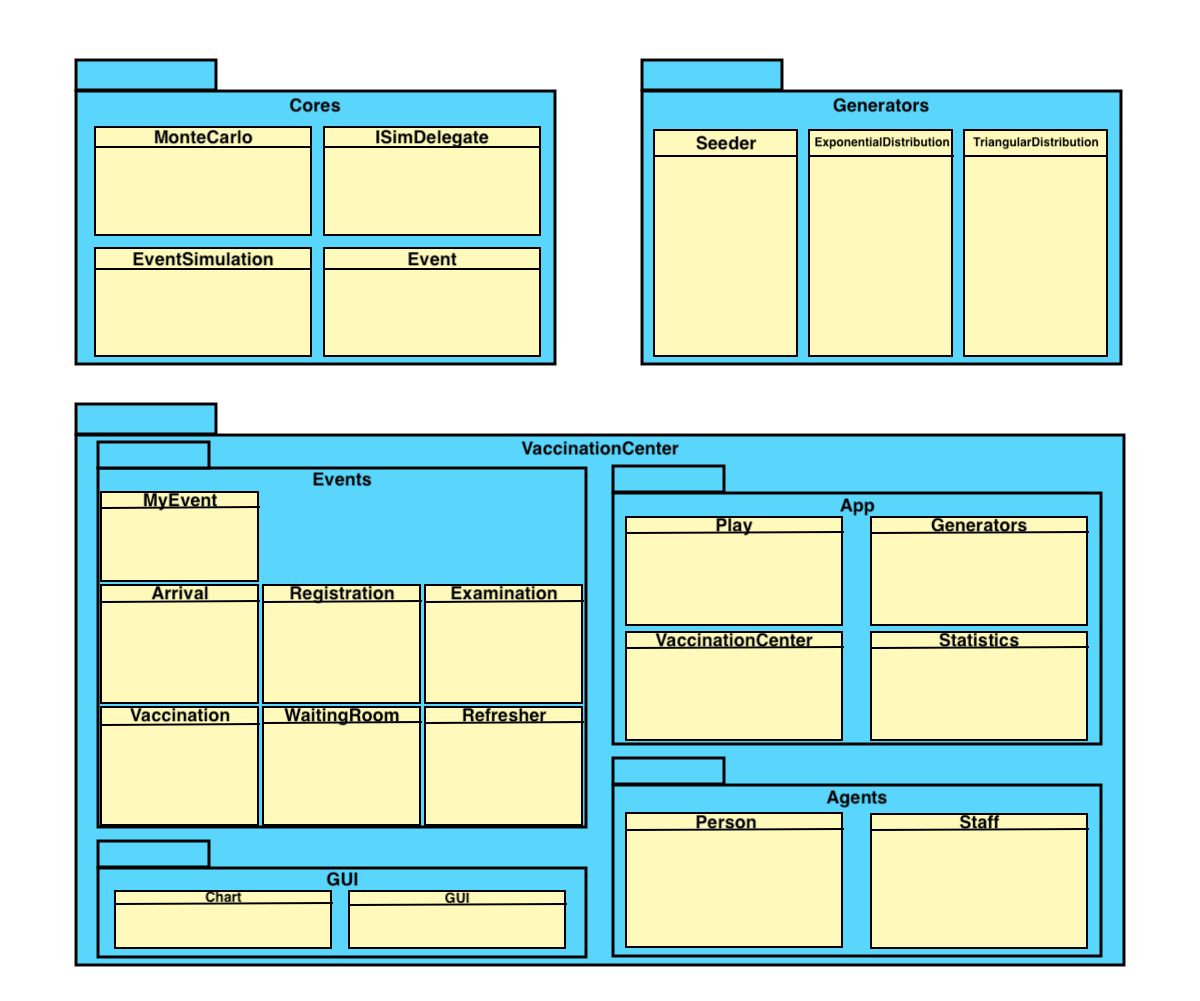 Cores
MonteCarlo
ISimDelegate
EventSimulation
Event
Generators
Seeder
ExponentialDistribution
TriangularDistribution
VaccinationCenter
Events
MyEvent
Arrival
Registration
Examination
Vaccination
WaitingRoom
Refresher
App
Play
Generators
VaccinationCenter
Statistics
GUI
Chart
GUI
Agents
Person
Staff